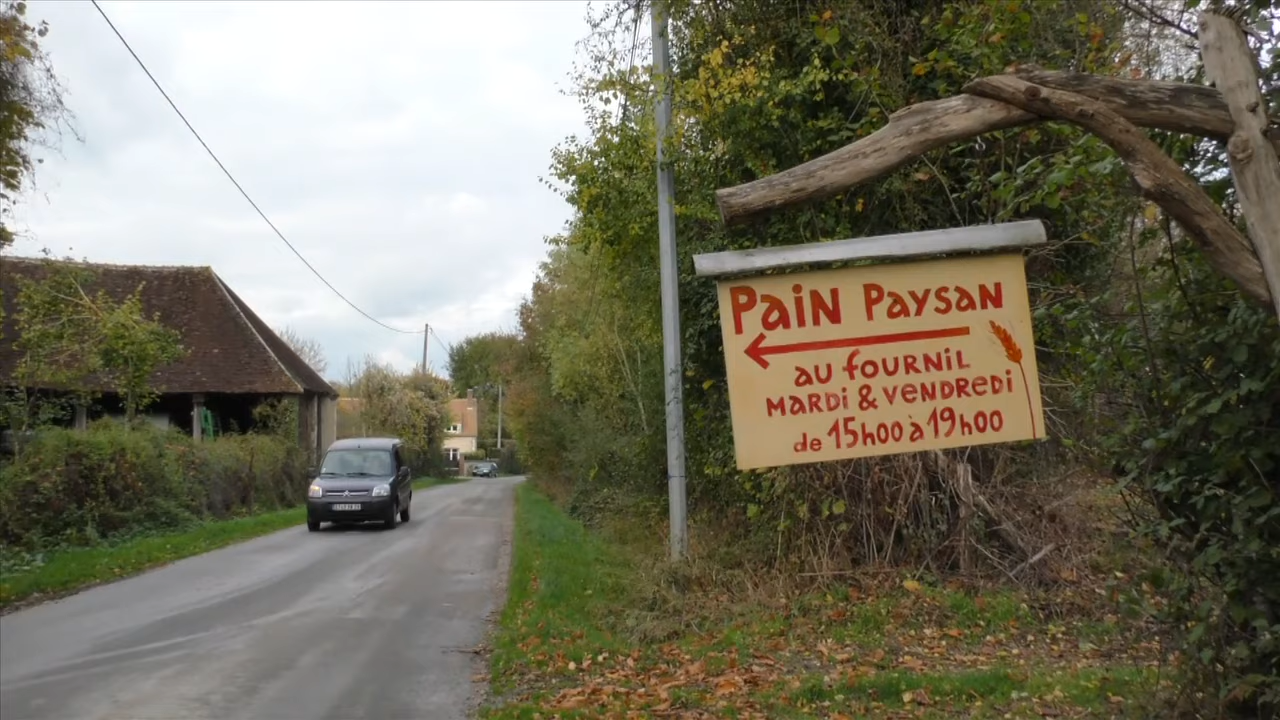 Pain Paysan
au fournil
mardi & vendredi
de 15h00 à 19h00